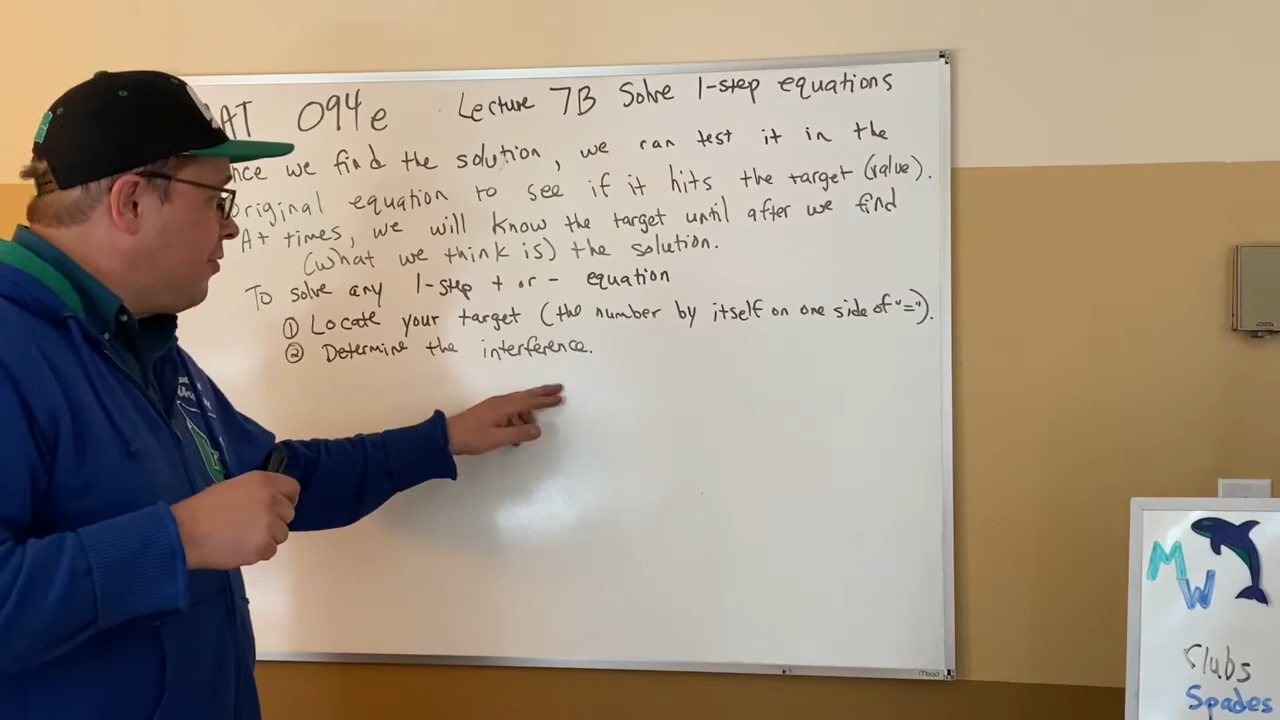 AT 094e Lecture 7B Solve 1-step equations
nce we find the solution, we can test it in the
original equation to see if it hits the target (value).
At times, we will know the target until after we find
(what we think is) the solution.
To solve any 1-step + or - equation
① Locate your target (the number by itself on one side of "=").
② Determine the interference.
Mead
MW
Clubs
Spades